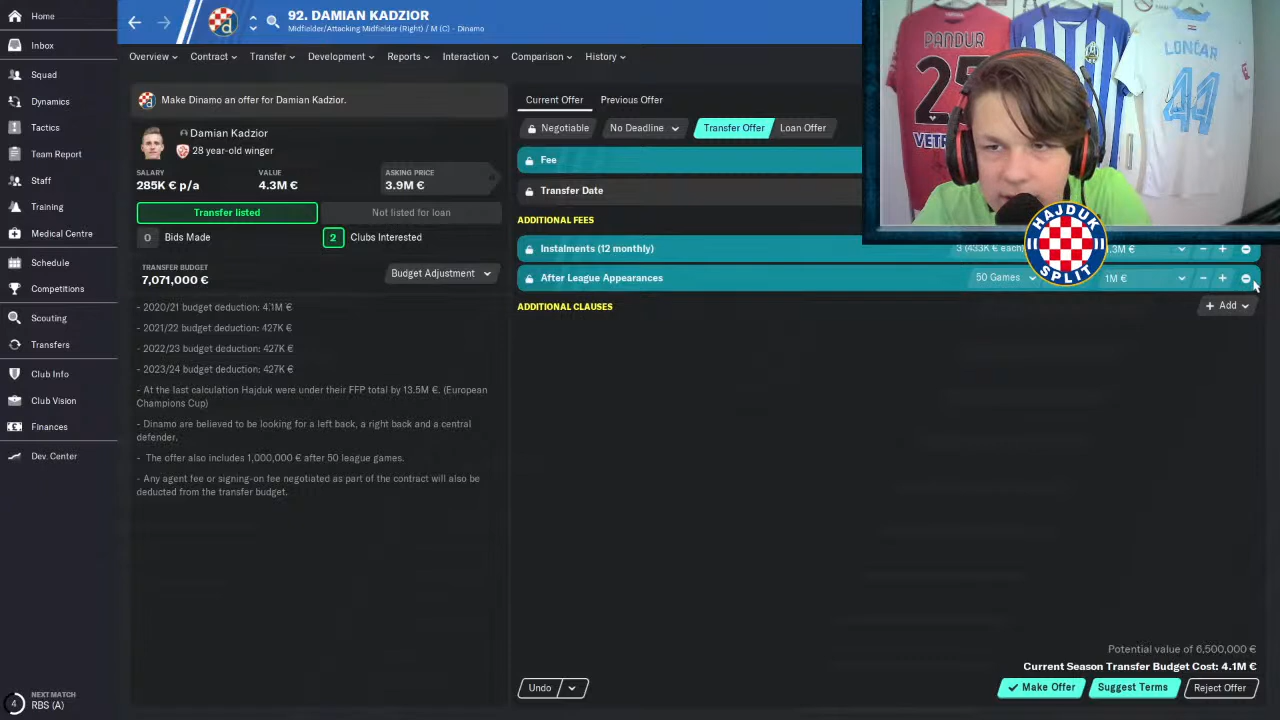 Home
Inbox
Squad
Dynamics
Tactics
Team Report
Staff
Training
Medical Centre
Schedule
Competitions
Scouting
Transfers
Club Info
Club Vision
Finances
Dev. Center
4
NEXT MATCH
RBS (A)
92. DAMIAN KADZIOR
Midfielder/Attacking Midfielder (Right) / M (C) - Dinamo
Overview
Contract
Transfer
Development
Reports
Interaction
Comparison
History
Make Dinamo an offer for Damian Kadzior.
Damian Kadzior
28 year-old winger
SALARY
285K € p/a
VALUE
4.3M €
ASKING PRICE
3.9M €
Transfer listed
Not listed for loan
0 Bids Made
2 Clubs Interested
TRANSFER BUDGET
7,071,000 €
Budget Adjustment
- 2020/21 budget deduction: 4.1M €
- 2021/22 budget deduction: 427K €
- 2022/23 budget deduction: 427K €
- 2023/24 budget deduction: 427K €
- At the last calculation Hajduk were under their FFP total by 13.5M €. (European
Champions Cup)
- Dinamo are believed to be looking for a left back, a right back and a central
defender.
- The offer also includes 1,000,000 € after 50 league games.
- Any agent fee or signing-on fee negotiated as part of the contract will also be
deducted from the transfer budget.
Current Offer
Previous Offer
Negotiable
No Deadline
Transfer Offer
Loan Offer
Fee
Transfer Date
ADDITIONAL FEES
Instalments (12 monthly)
3 (433K € each)
After League Appearances
50 Games
1M €
ADDITIONAL CLAUSES
+ Add
Potential value of 6,500,000 €
Current Season Transfer Budget Cost: 4.1M €
Undo
Make Offer
Suggest Terms
Reject Offer
PANDUR
LONČAR
44
HAJDUK
SPLIT